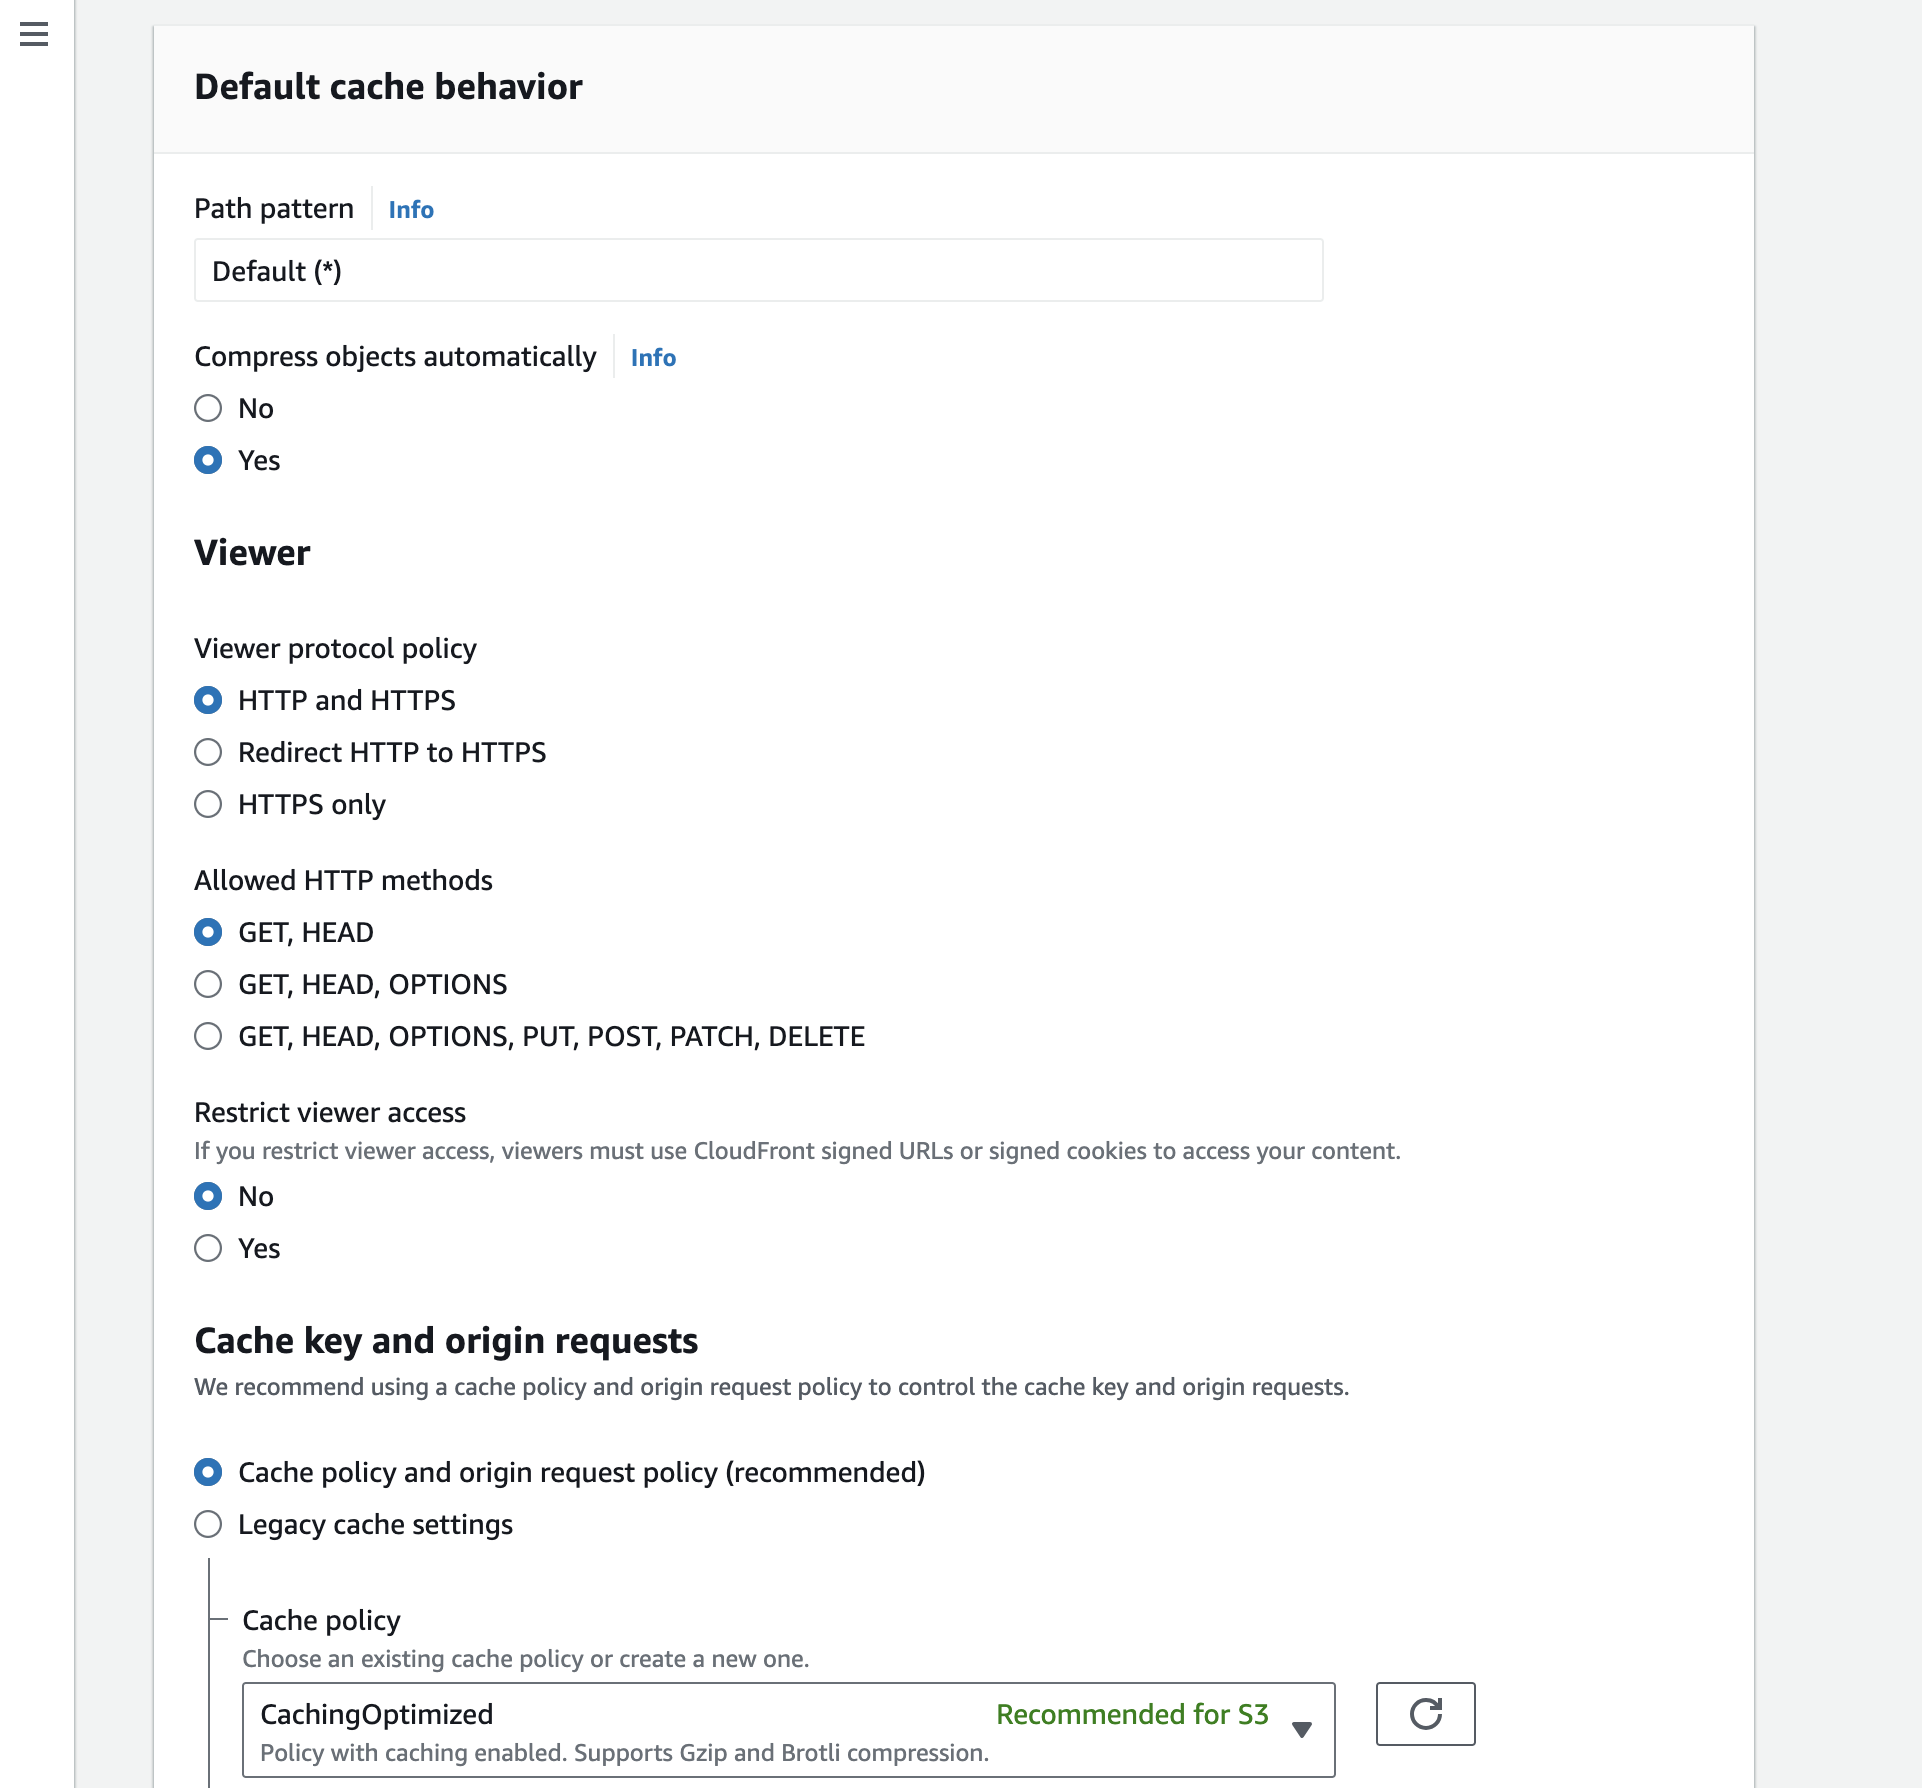 Default cache behavior
Path pattern Info
Default (*)
Compress objects automatically Info
No
Yes
Viewer
Viewer protocol policy
HTTP and HTTPS
Redirect HTTP to HTTPS
HTTPS only
Allowed HTTP methods
GET, HEAD
GET, HEAD, OPTIONS
GET, HEAD, OPTIONS, PUT, POST, PATCH, DELETE
Restrict viewer access
If you restrict viewer access, viewers must use CloudFront signed URLs or signed cookies to access your content.
No
Yes
Cache key and origin requests
We recommend using a cache policy and origin request policy to control the cache key and origin requests.
Cache policy and origin request policy (recommended)
Legacy cache settings
Cache policy
Choose an existing cache policy or create a new one.
CachingOptimized Recommended for S3
Policy with caching enabled. Supports Gzip and Brotli compression.